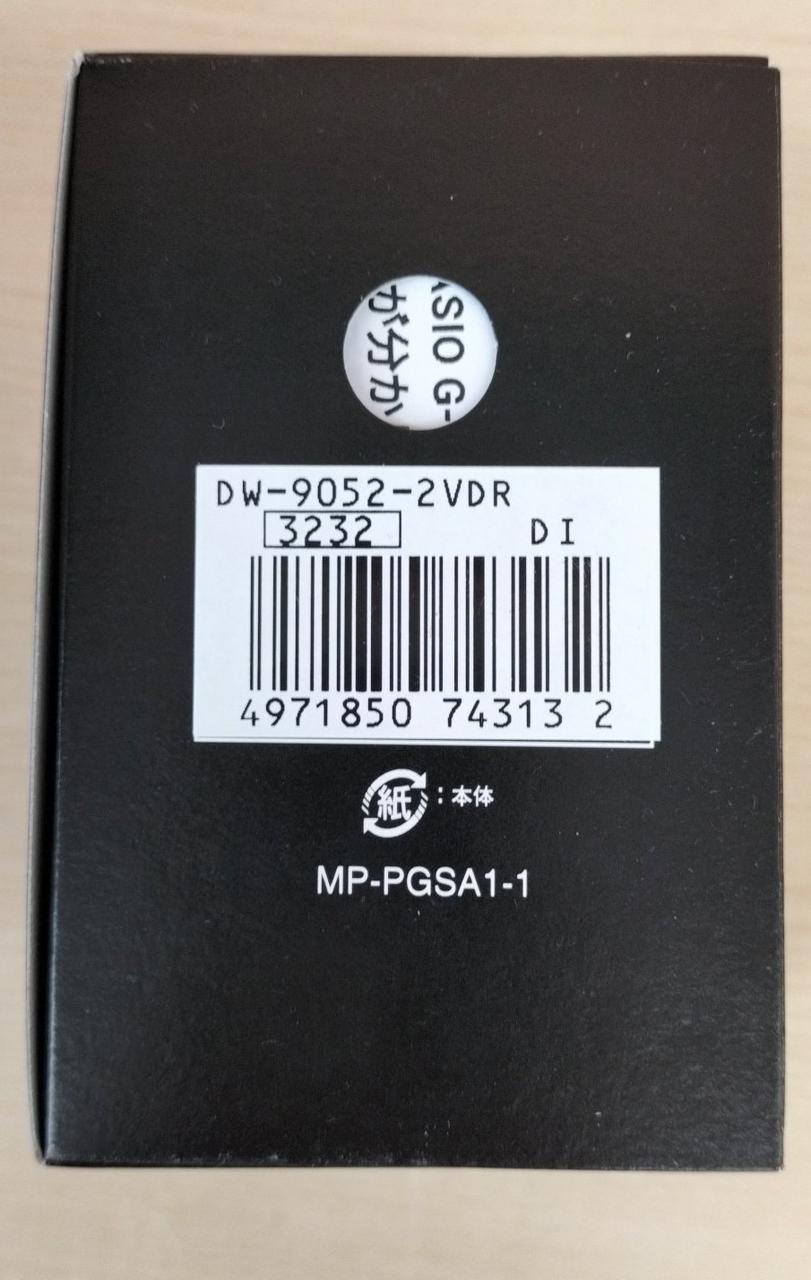 ASIO G-
が分か
DW-9052-2VDR
3232 DI
4971850 74313 2
紙 : 本体
MP-PGSA1-1